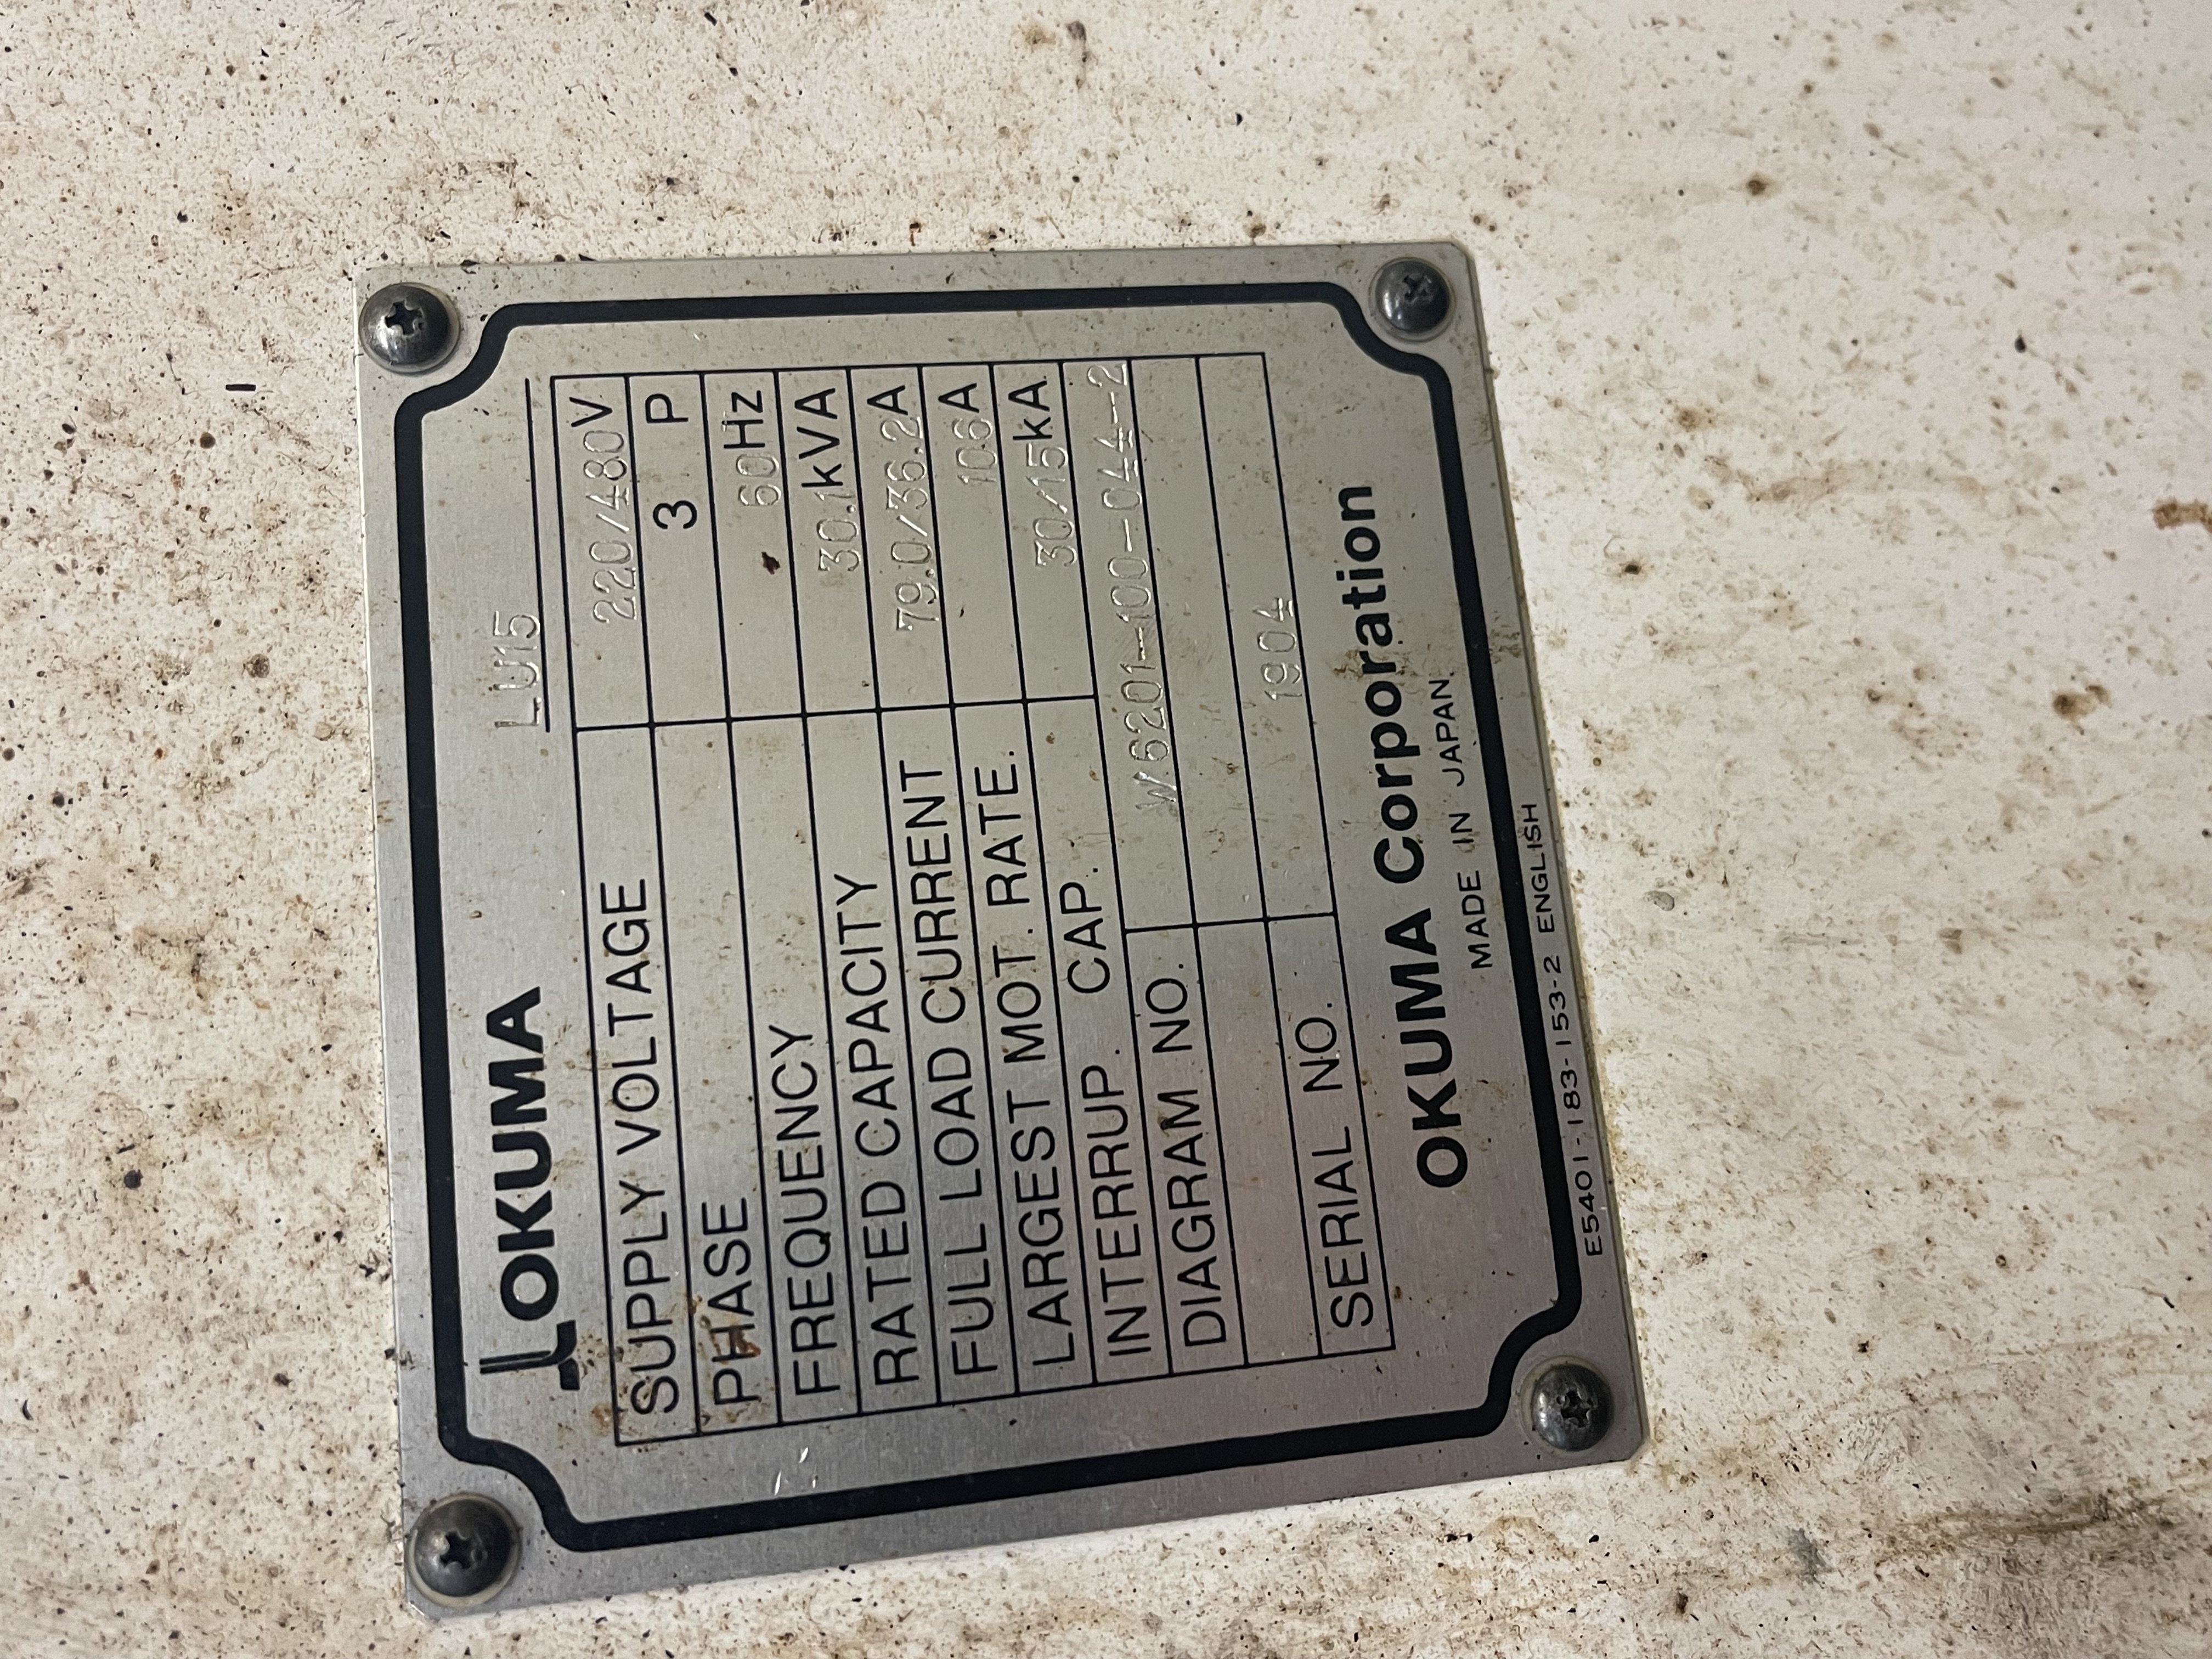 OKUMA LU15
SUPPLY VOLTAGE 220/480V
PHASE 3 P
FREQUENCY 60Hz
RATED CAPACITY 30.1kVA
FULL LOAD CURRENT 79.0/36.2A
LARGEST MOT. RATE. 106A
INTERRUP. CAP. 30/15kA
DIAGRAM NO. W6201-100-044-2
SERIAL NO. 1904
OKUMA Corporation
MADE IN JAPAN
E5401-183-153-2 ENGLISH